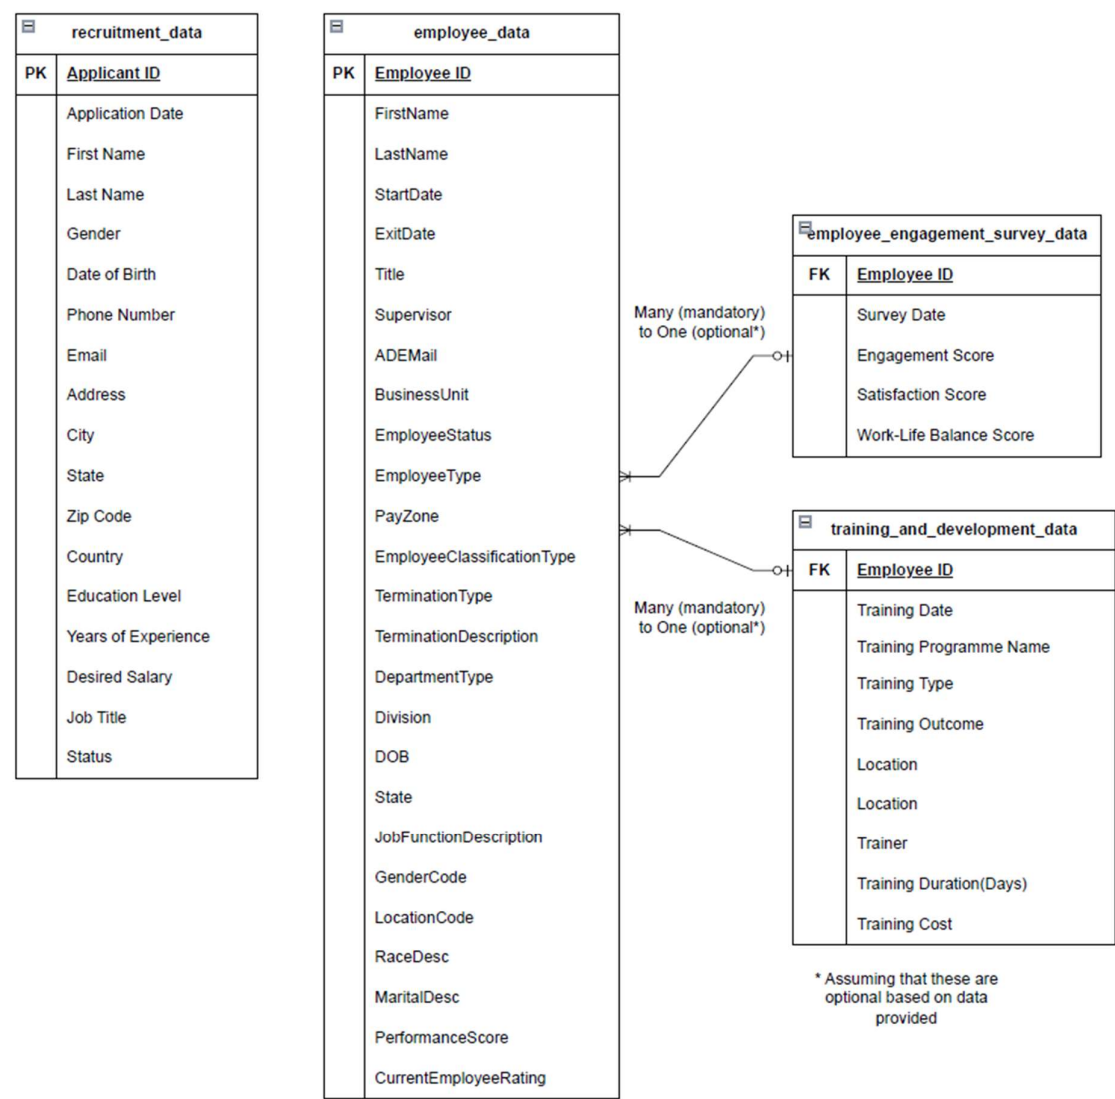 recruitment_data
PK Applicant ID
Application Date
First Name
Last Name
Gender
Date of Birth
Phone Number
Email
Address
City
State
Zip Code
Country
Education Level
Years of Experience
Desired Salary
Job Title
Status
employee_data
PK Employee ID
FirstName
LastName
StartDate
ExitDate
Title
Supervisor
ADEMail
BusinessUnit
EmployeeStatus
EmployeeType
PayZone
EmployeeClassificationType
TerminationType
TerminationDescription
DepartmentType
Division
DOB
State
JobFunctionDescription
GenderCode
LocationCode
RaceDesc
MaritalDesc
PerformanceScore
CurrentEmployeeRating
Many (mandatory)
to One (optional*)
Many (mandatory)
to One (optional*)
employee_engagement_survey_data
FK Employee ID
Survey Date
Engagement Score
Satisfaction Score
Work-Life Balance Score
training_and_development_data
FK Employee ID
Training Date
Training Programme Name
Training Type
Training Outcome
Location
Location
Trainer
Training Duration(Days)
Training Cost
* Assuming that these are
optional based on data
provided